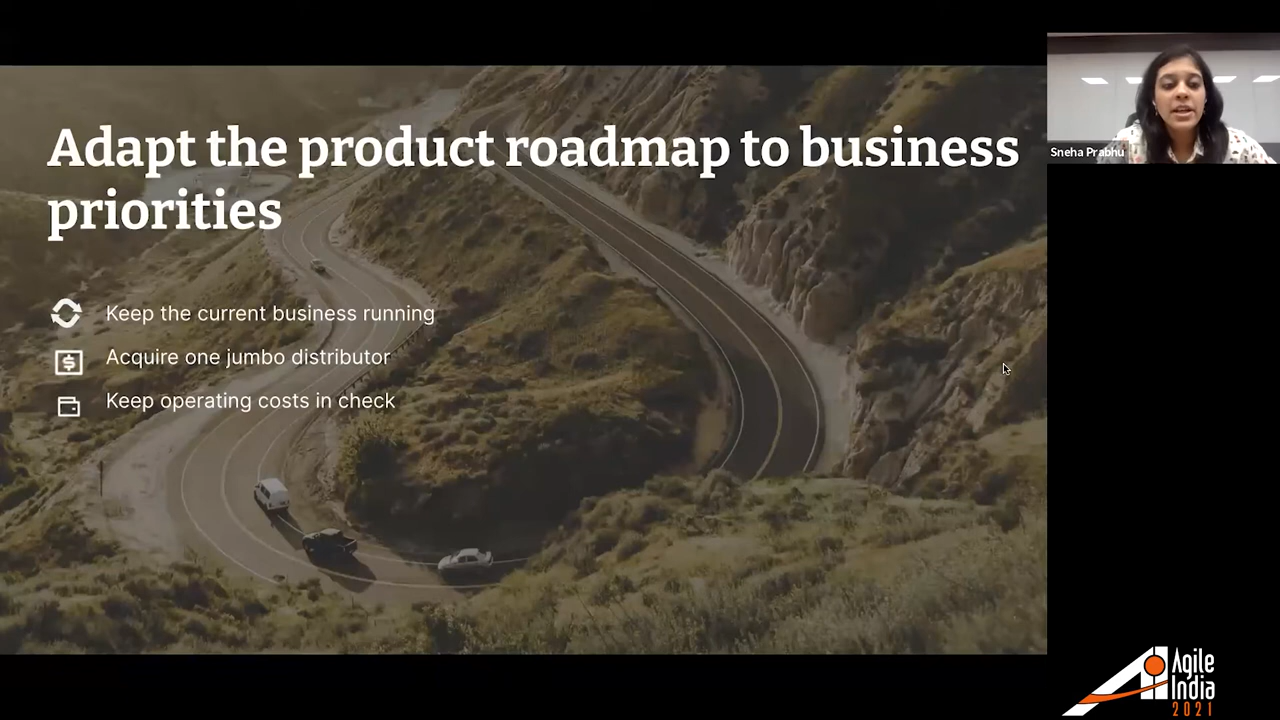 Adapt the product roadmap to business
priorities
Keep the current business running
Acquire one jumbo distributor
Keep operating costs in check
Sneha Prabhu
Agile
India
2021